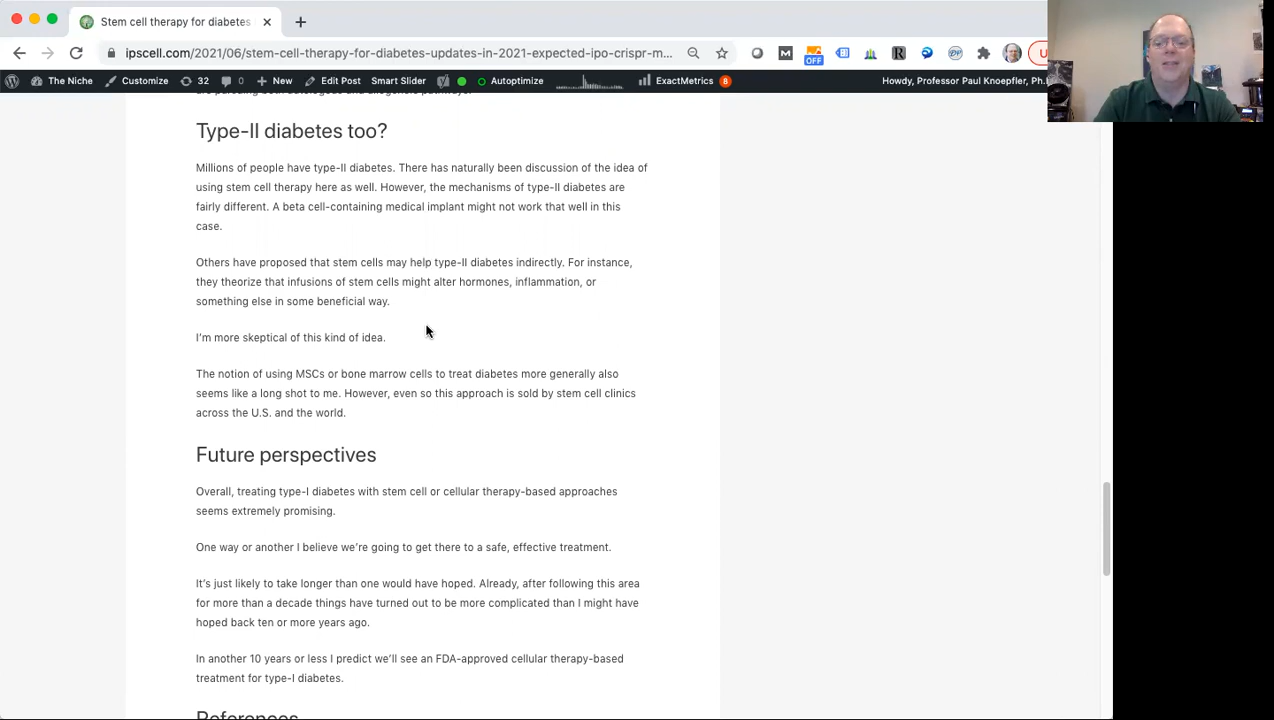 Stem cell therapy for diabetes
ipscell.com/2021/06/stem-cell-therapy-for-diabetes-updates-in-2021-expected-ipo-crispr-m...
OFF
The Niche
Customize
32
0
New
Edit Post
Smart Slider
Autoptimize
ExactMetrics
8
Howdy, Professor Paul Knoepfler, Ph.
are pursuing both autologous and allogeneic pathways.
Type-II diabetes too?
Millions of people have type-II diabetes. There has naturally been discussion of the idea of
using stem cell therapy here as well. However, the mechanisms of type-II diabetes are
fairly different. A beta cell-containing medical implant might not work that well in this
case.
Others have proposed that stem cells may help type-II diabetes indirectly. For instance,
they theorize that infusions of stem cells might alter hormones, inflammation, or
something else in some beneficial way.
I'm more skeptical of this kind of idea.
The notion of using MSCs or bone marrow cells to treat diabetes more generally also
seems like a long shot to me. However, even so this approach is sold by stem cell clinics
across the U.S. and the world.
Future perspectives
Overall, treating type-I diabetes with stem cell or cellular therapy-based approaches
seems extremely promising.
One way or another I believe we're going to get there to a safe, effective treatment.
It's just likely to take longer than one would have hoped. Already, after following this area
for more than a decade things have turned out to be more complicated than I might have
hoped back ten or more years ago.
In another 10 years or less I predict we'll see an FDA-approved cellular therapy-based
treatment for type-I diabetes.
References